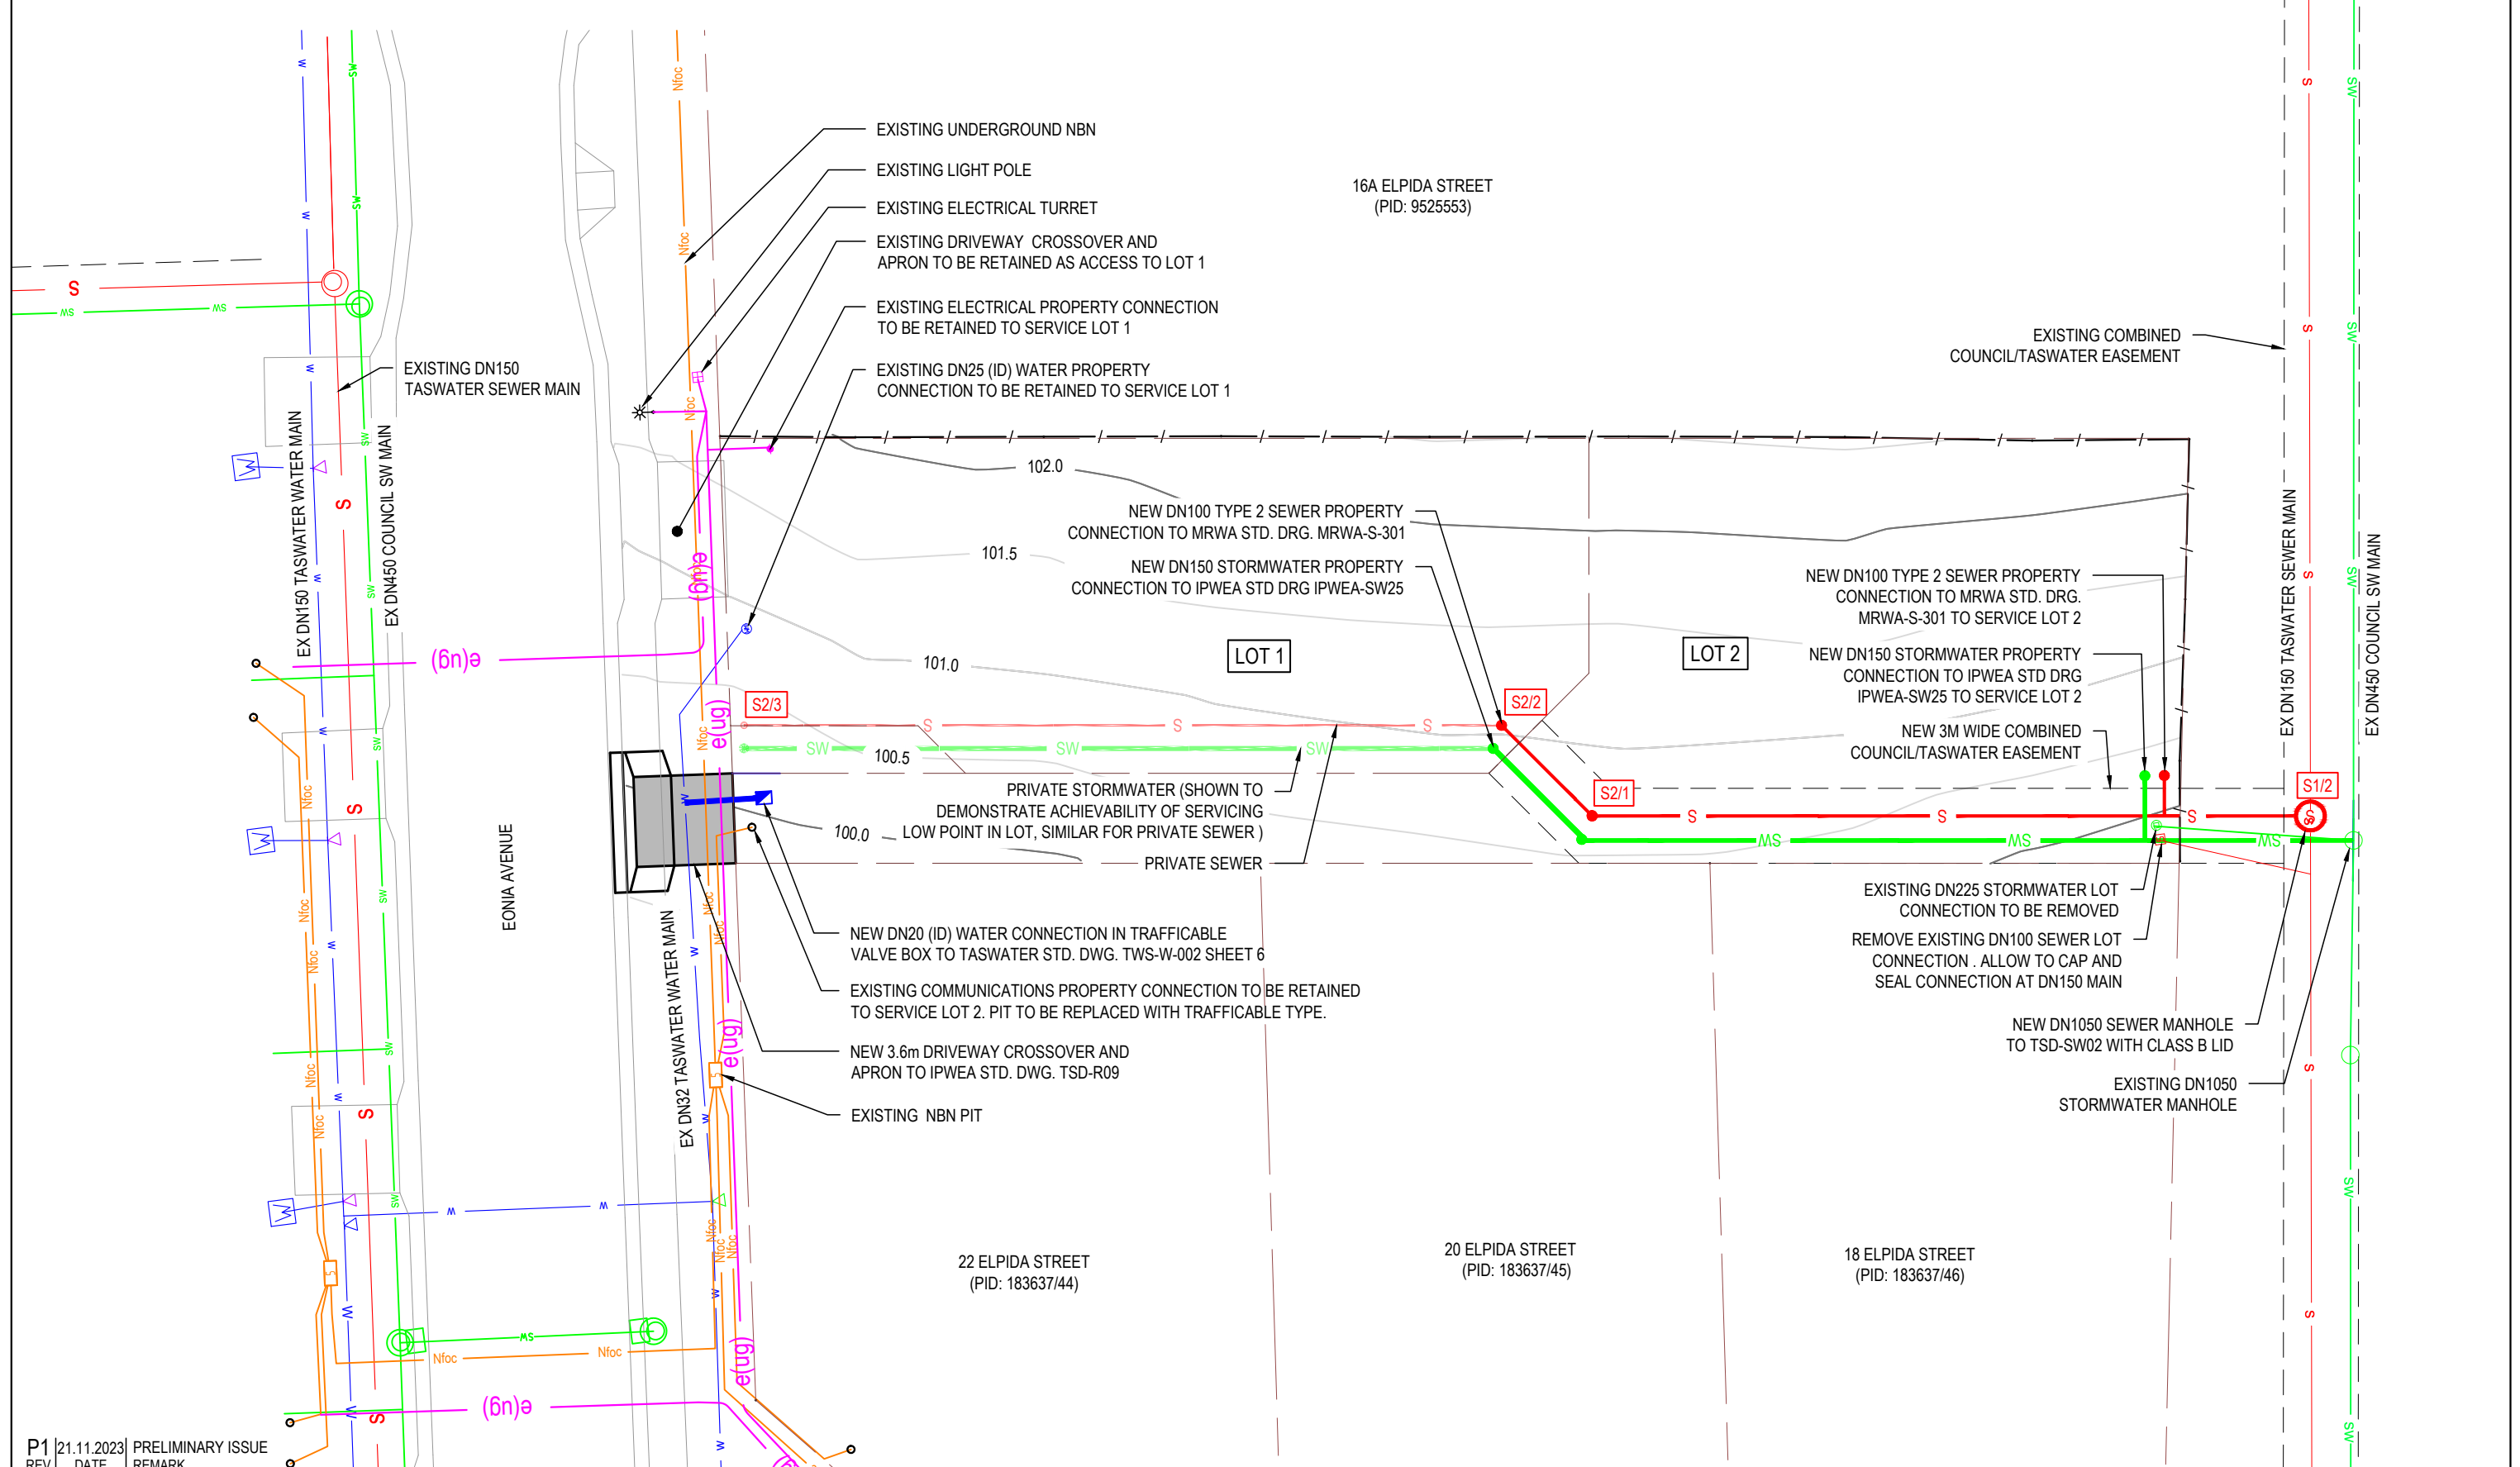 EXISTING UNDERGROUND NBN
EXISTING LIGHT POLE
EXISTING ELECTRICAL TURRET
EXISTING DRIVEWAY CROSSOVER AND
APRON TO BE RETAINED AS ACCESS TO LOT 1
EXISTING ELECTRICAL PROPERTY CONNECTION
TO BE RETAINED TO SERVICE LOT 1
EXISTING DN25 (ID) WATER PROPERTY
CONNECTION TO BE RETAINED TO SERVICE LOT 1
16A ELPIDA STREET
(PID: 9525553)
EXISTING COMBINED
COUNCIL/TASWATER EASEMENT
EXISTING DN150
TASWATER SEWER MAIN
EX DN150 TASWATER WATER MAIN
EX DN450 COUNCIL SW MAIN
102.0
101.5
101.0
100.5
100.0
NEW DN100 TYPE 2 SEWER PROPERTY
CONNECTION TO MRWA STD. DRG. MRWA-S-301
NEW DN150 STORMWATER PROPERTY
CONNECTION TO IPWEA STD DRG IPWEA-SW25
LOT 1
LOT 2
NEW DN100 TYPE 2 SEWER PROPERTY
CONNECTION TO MRWA STD. DRG.
MRWA-S-301 TO SERVICE LOT 2
NEW DN150 STORMWATER PROPERTY
CONNECTION TO IPWEA STD DRG
IPWEA-SW25 TO SERVICE LOT 2
NEW 3M WIDE COMBINED
COUNCIL/TASWATER EASEMENT
EX DN150 TASWATER SEWER MAIN
EX DN450 COUNCIL SW MAIN
S2/3
S2/2
S2/1
S1/2
S
SW
W
Nfoc
e(ug)
PRIVATE STORMWATER (SHOWN TO
DEMONSTRATE ACHIEVABILITY OF SERVICING
LOW POINT IN LOT, SIMILAR FOR PRIVATE SEWER )
PRIVATE SEWER
EONIA AVENUE
EX DN32 TASWATER WATER MAIN
NEW DN20 (ID) WATER CONNECTION IN TRAFFICABLE
VALVE BOX TO TASWATER STD. DWG. TWS-W-002 SHEET 6
EXISTING COMMUNICATIONS PROPERTY CONNECTION TO BE RETAINED
TO SERVICE LOT 2. PIT TO BE REPLACED WITH TRAFFICABLE TYPE.
NEW 3.6m DRIVEWAY CROSSOVER AND
APRON TO IPWEA STD. DWG. TSD-R09
EXISTING NBN PIT
EXISTING DN225 STORMWATER LOT
CONNECTION TO BE REMOVED
REMOVE EXISTING DN100 SEWER LOT
CONNECTION . ALLOW TO CAP AND
SEAL CONNECTION AT DN150 MAIN
NEW DN1050 SEWER MANHOLE
TO TSD-SW02 WITH CLASS B LID
EXISTING DN1050
STORMWATER MANHOLE
22 ELPIDA STREET
(PID: 183637/44)
20 ELPIDA STREET
(PID: 183637/45)
18 ELPIDA STREET
(PID: 183637/46)
P1 21.11.2023 PRELIMINARY ISSUE
REV DATE REMARK